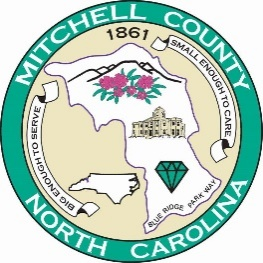 MITCHELL COUNTY
1861
SMALL ENOUGH TO CARE
BIG ENOUGH TO SERVE
BLUE RIDGE PARK WAY
NORTH CAROLINA